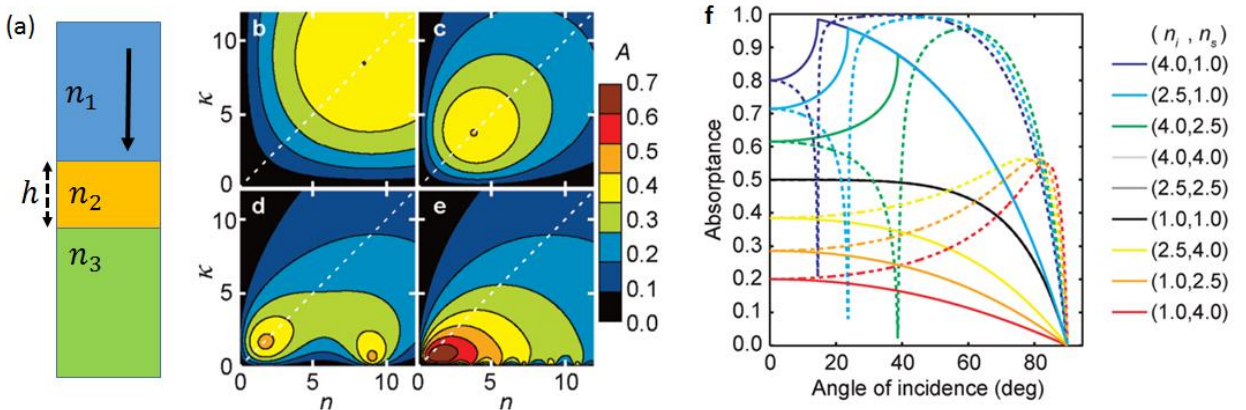 (a)
n₁
h
n₂
n₃
b
c
κ
10
5
0
A
0.7
0.6
0.5
0.4
0.3
0.2
0.1
0.0
d
e
κ
10
5
0
0
5
10
0
5
10
n
n
f
Absorptance
1.0
0.9
0.8
0.7
0.6
0.5
0.4
0.3
0.2
0.1
0.0
0
20
40
60
80
Angle of incidence (deg)
(nᵢ , nₛ)
(4.0,1.0)
(2.5,1.0)
(4.0,2.5)
(4.0,4.0)
(2.5,2.5)
(1.0,1.0)
(2.5,4.0)
(1.0,2.5)
(1.0,4.0)